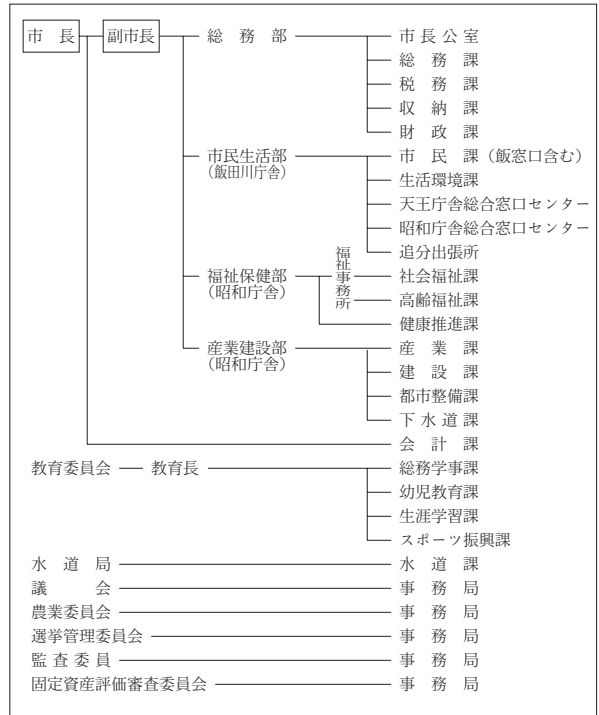 市長 副市長 総務部 市長公室
総務課
税務課
収納課
財政課
市民生活部 市民課（飯窓口含む）
（飯田川庁舎） 生活環境課
天王庁舎総合窓口センター
昭和庁舎総合窓口センター
追分出張所
福祉保健部 福祉事務所 社会福祉課
（昭和庁舎） 高齢福祉課
健康推進課
産業建設部 産業課
（昭和庁舎） 建設課
都市整備課
下水道課
会計課
教育委員会 教育長 総務学事課
幼児教育課
生涯学習課
スポーツ振興課
水道局 水道課
議会 事務局
農業委員会 事務局
選挙管理委員会 事務局
監査委員 事務局
固定資産評価審査委員会 事務局